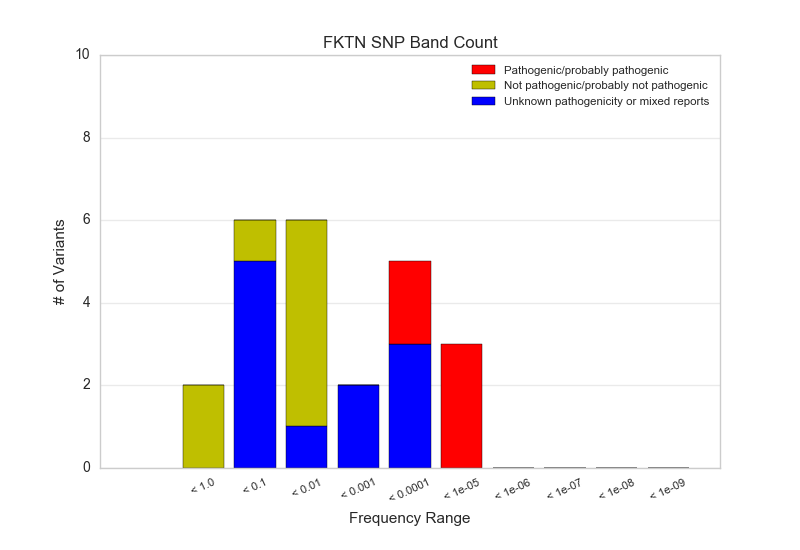 FKTN SNP Band Count
10
8
6
4
2
0
# of Variants
Pathogenic/probably pathogenic
Not pathogenic/probably not pathogenic
Unknown pathogenicity or mixed reports
< 1.0
< 0.1
< 0.01
< 0.001
< 0.0001
< 1e-05
< 1e-06
< 1e-07
< 1e-08
< 1e-09
Frequency Range